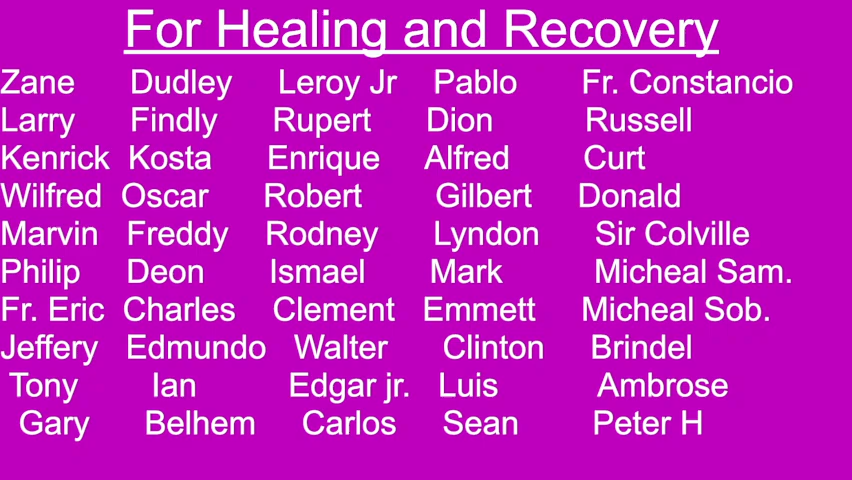 For Healing and Recovery
Zane Dudley Leroy Jr Pablo Fr. Constancio
Larry Findly Rupert Dion Russell
Kenrick Kosta Enrique Alfred Curt
Wilfred Oscar Robert Gilbert Donald
Marvin Freddy Rodney Lyndon Sir Colville
Philip Deon Ismael Mark Micheal Sam.
Fr. Eric Charles Clement Emmett Micheal Sob.
Jeffery Edmundo Walter Clinton Brindel
Tony Ian Edgar jr. Luis Ambrose
Gary Belhem Carlos Sean Peter H